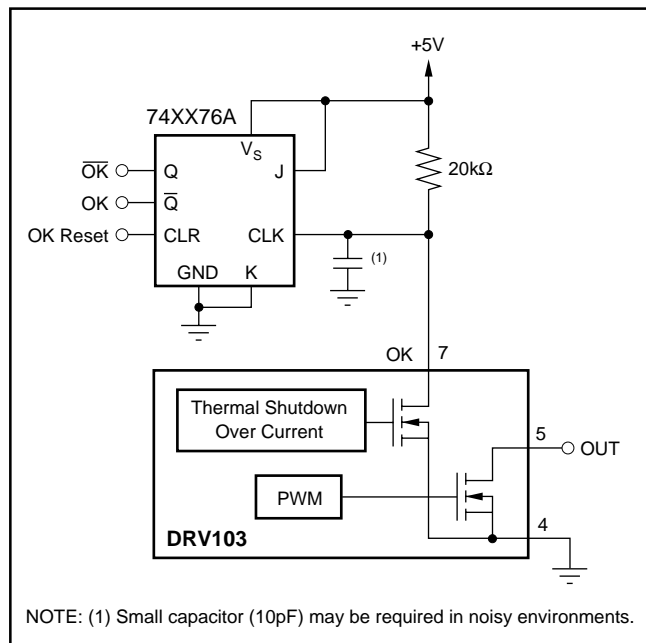 +5V
74XX76A
V_S
O̅K̅ Q J
20kΩ
OK Q̅
OK Reset CLR CLK (1)
GND K
OK 7
Thermal Shutdown
Over Current
5
OUT
PWM
4
DRV103
NOTE: (1) Small capacitor (10pF) may be required in noisy environments.